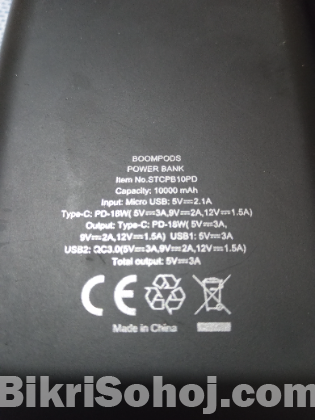 BOOMPODS
POWER BANK
Item No.STCPB10PD
Capacity: 10000 mAh
Input: Micro USB: 5V⎓2.1A
Type-C: PD-18W( 5V⎓3A,9V⎓2A,12V⎓1.5A)
Output: Type-C: PD-18W( 5V⎓3A,
9V⎓2A,12V⎓1.5A) USB1: 5V⎓3A
USB2: QC3.0(5V⎓3A,9V⎓2A,12V⎓1.5A)
Total output: 5V⎓3A
CE
Made in China
BikriSohoj.com